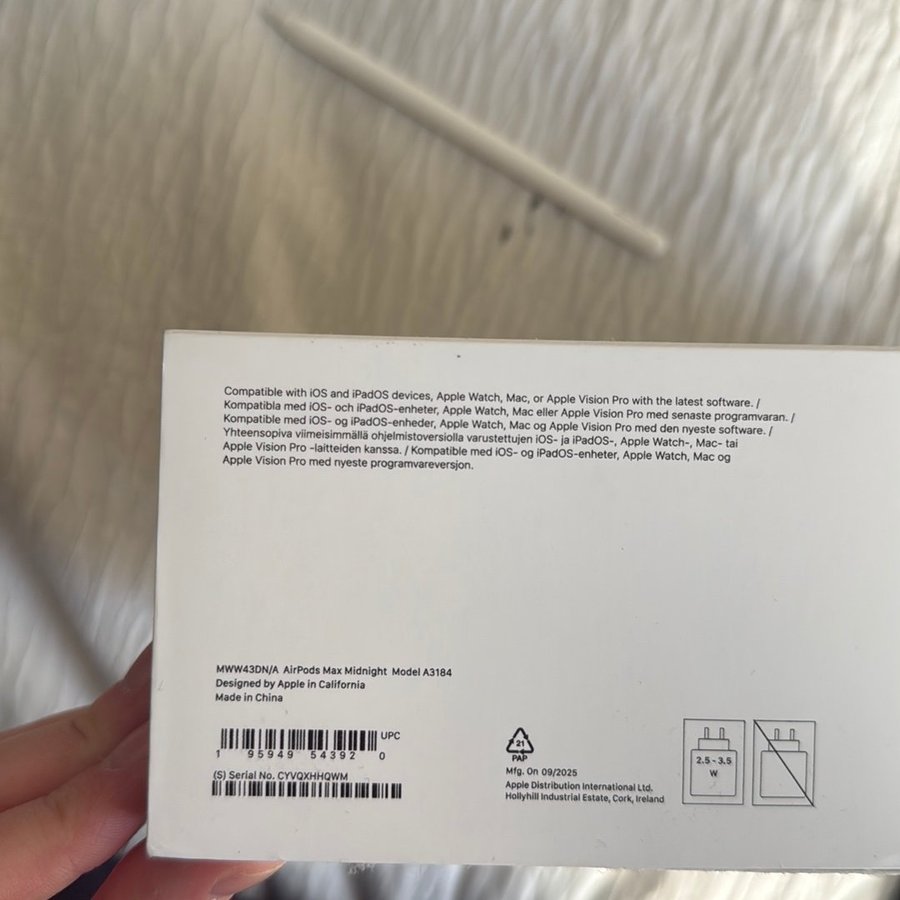 Compatible with iOS and iPadOS devices, Apple Watch, Mac, or Apple Vision Pro with the latest software. /
Kompatibla med iOS- och iPadOS-enheter, Apple Watch, Mac eller Apple Vision Pro med senaste programvaran. /
Kompatible med iOS- og iPadOS-enheder, Apple Watch, Mac og Apple Vision Pro med den nyeste software. /
Yhteensopiva viimeisimmällä ohjelmistoversiolla varustettujen iOS- ja iPadOS-, Apple Watch-, Mac- tai
Apple Vision Pro -laitteiden kanssa. / Kompatible med iOS- og iPadOS-enheter, Apple Watch, Mac og
Apple Vision Pro med nyeste programvareversjon.
MWW43DN/A AirPods Max Midnight Model A3184
Designed by Apple in California
Made in China
UPC
1 95949 54392 0
(S) Serial No. CYVQXHHQWM
21
PAP
Mfg. On 09/2025
Apple Distribution International Ltd.
Hollyhill Industrial Estate, Cork, Ireland
2.5 - 3.5
W